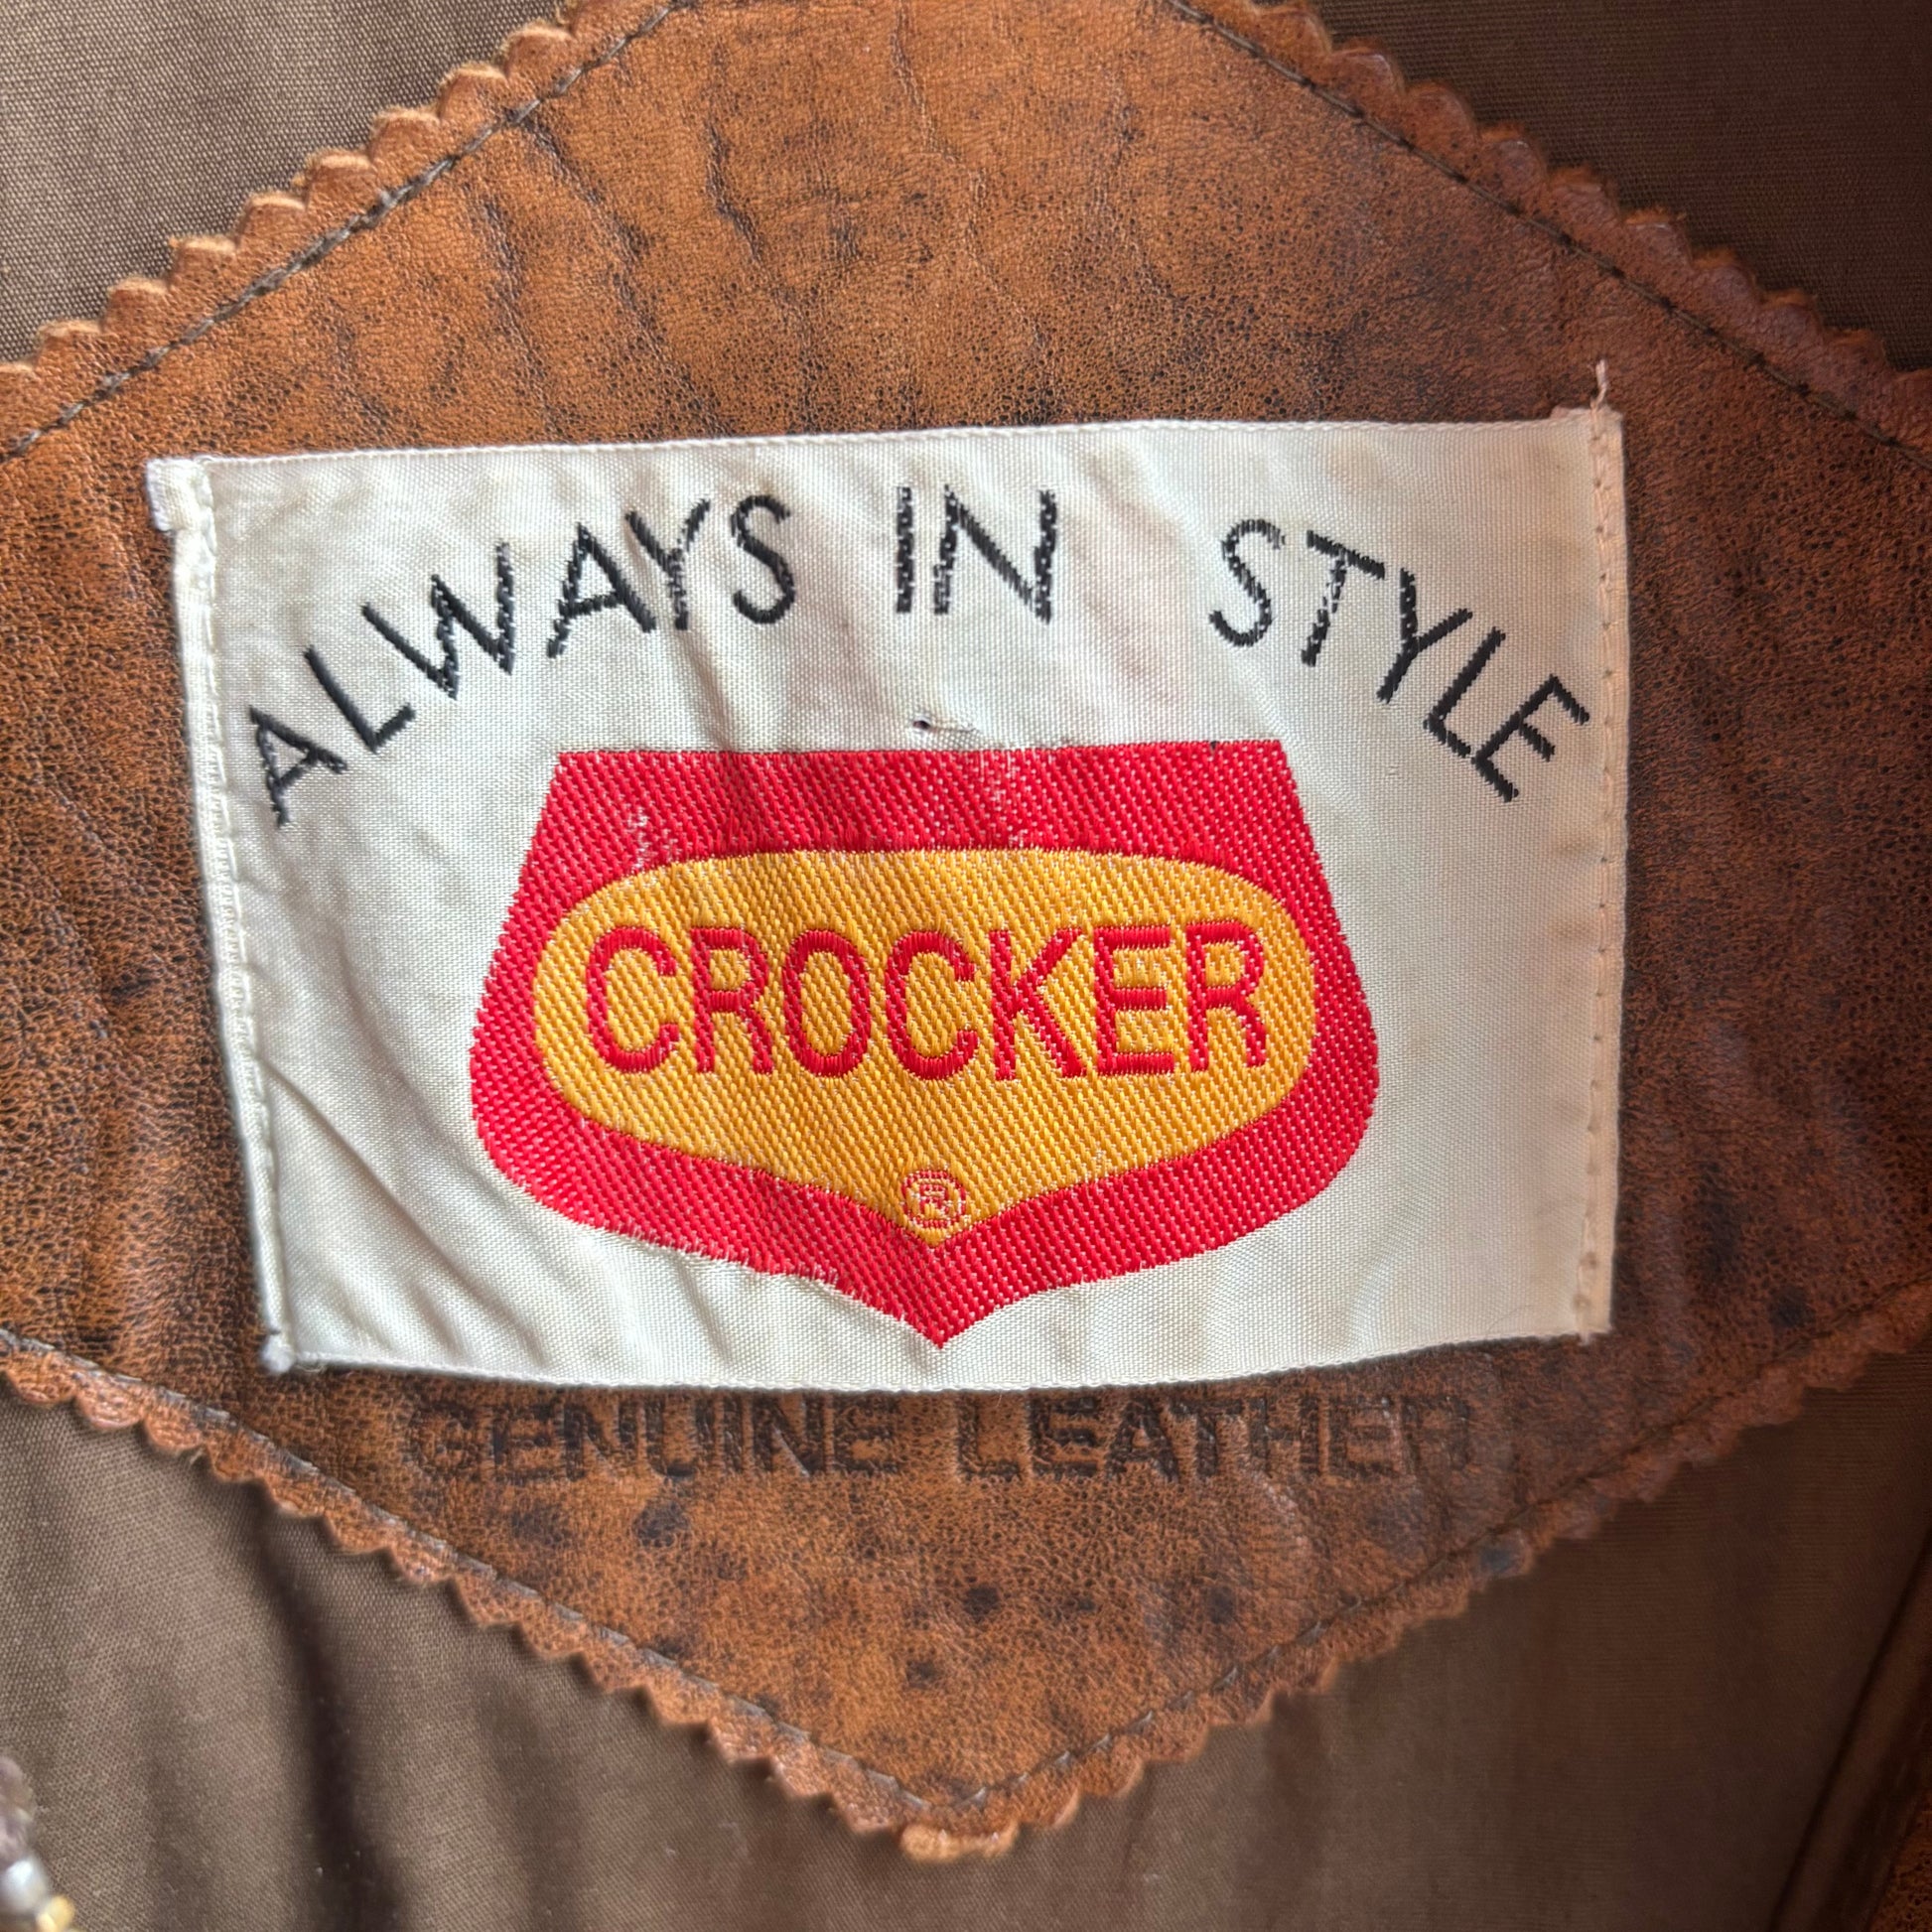 ALWAYS IN STYLE
CROCKER
®
GENUINE LEATHER